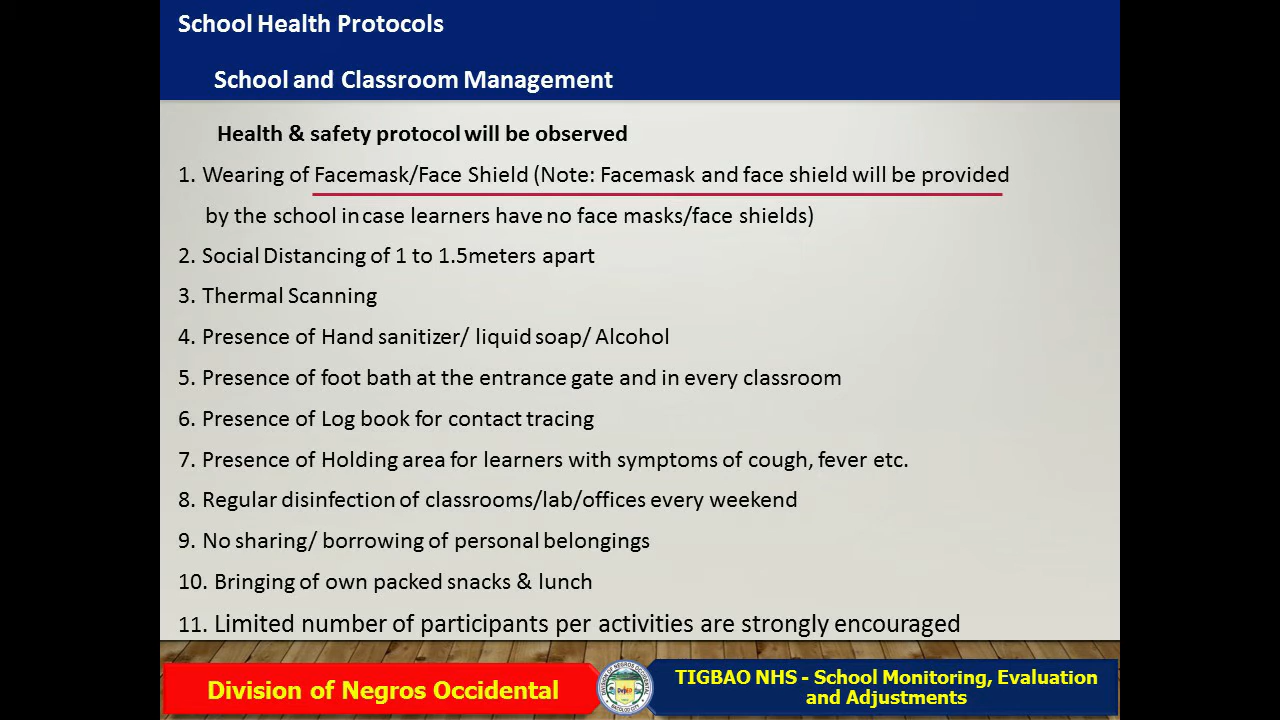 School Health Protocols
School and Classroom Management
Health & safety protocol will be observed
1. Wearing of Facemask/Face Shield (Note: Facemask and face shield will be provided
by the school in case learners have no face masks/face shields)
2. Social Distancing of 1 to 1.5meters apart
3. Thermal Scanning
4. Presence of Hand sanitizer/ liquid soap/ Alcohol
5. Presence of foot bath at the entrance gate and in every classroom
6. Presence of Log book for contact tracing
7. Presence of Holding area for learners with symptoms of cough, fever etc.
8. Regular disinfection of classrooms/lab/offices every weekend
9. No sharing/ borrowing of personal belongings
10. Bringing of own packed snacks & lunch
11. Limited number of participants per activities are strongly encouraged
Division of Negros Occidental
DIVISION OF NEGROS OCCIDENTAL
DepED
BACOLOD CITY
TIGBAO NHS - School Monitoring, Evaluation
and Adjustments